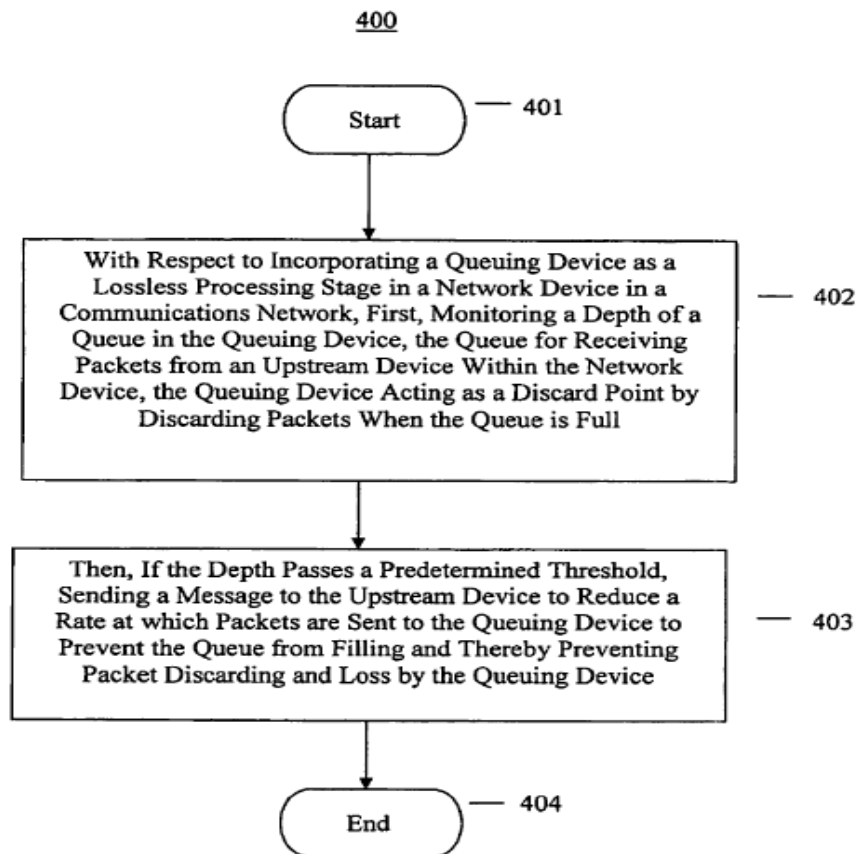 400
Start
401
With Respect to Incorporating a Queuing Device as a
Lossless Processing Stage in a Network Device in a
Communications Network, First, Monitoring a Depth of a
Queue in the Queuing Device, the Queue for Receiving
Packets from an Upstream Device Within the Network
Device, the Queuing Device Acting as a Discard Point by
Discarding Packets When the Queue is Full
402
Then, If the Depth Passes a Predetermined Threshold,
Sending a Message to the Upstream Device to Reduce a
Rate at which Packets are Sent to the Queuing Device to
Prevent the Queue from Filling and Thereby Preventing
Packet Discarding and Loss by the Queuing Device
403
End
404